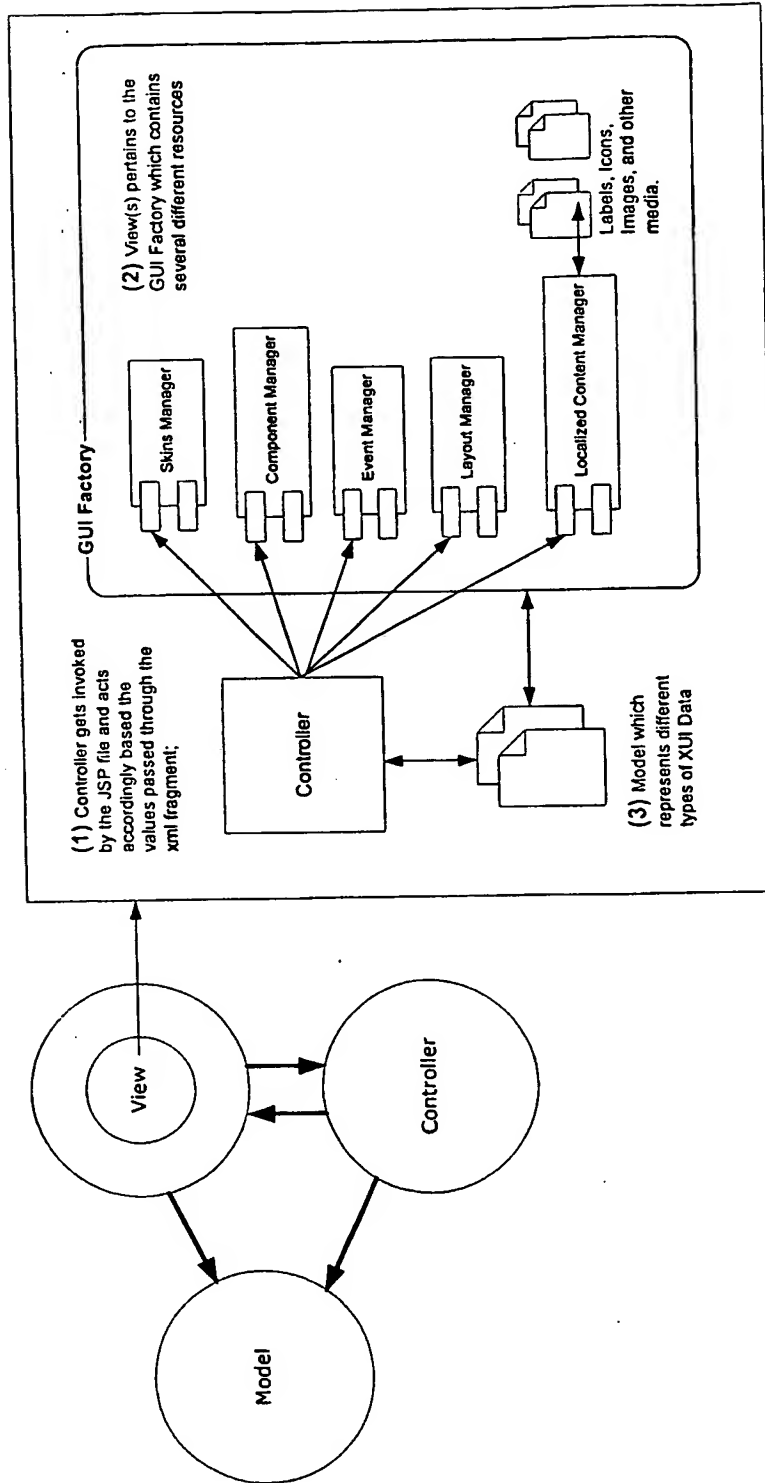 Model
View
Controller
(1) Controller gets invoked
by the JSP file and acts
accordingly based the
values passed through the
xml fragment;
Controller
(3) Model which
represents different
types of XUI Data
GUI Factory
Skins Manager
Component Manager
Event Manager
Layout Manager
Localized Content Manager
(2) View(s) pertains to the
GUI Factory which contains
several different resources
Labels, Icons,
Images, and other
media.